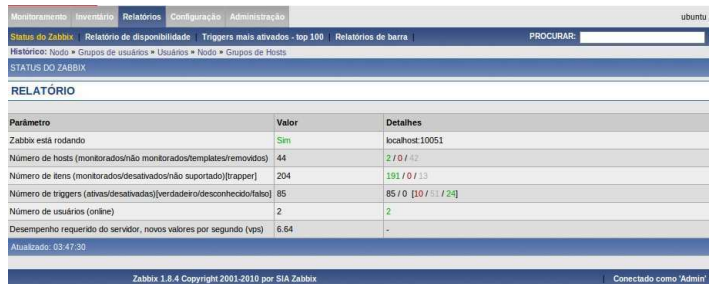 Monitoramento Inventário Relatórios Configuração Administração ubuntu
Status do Zabbix | Relatório de disponibilidade | Triggers mais ativados - top 100 | Relatórios de barra | PROCURAR:
Histórico: Nodo » Grupos de usuários » Usuários » Nodo » Grupos de Hosts
STATUS DO ZABBIX
RELATÓRIO
Parâmetro Valor Detalhes
Zabbix está rodando Sim localhost:10051
Número de hosts (monitorados/não monitorados/templates/removidos) 44 2 / 0 / 42
Número de itens (monitorados/desativados/não suportado)[trapper] 204 191 / 0 / 13
Número de triggers (ativas/desativadas)[verdadeiro/desconhecido/falso] 85 85 / 0 [10 / 51 / 24]
Número de usuários (online) 2 2
Desempenho requerido do servidor, novos valores por segundo (vps) 6.64 -
Atualizado: 03:47:30
Zabbix 1.8.4 Copyright 2001-2010 por SIA Zabbix | Conectado como 'Admin'